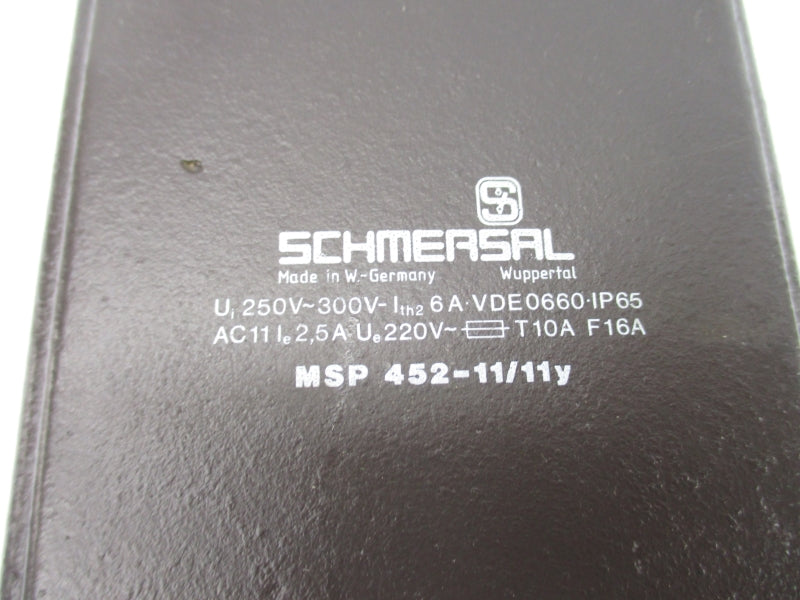 S
SCHMERSAL
Made in W.-Germany Wuppertal
Ui 250V~300V- Ith2 6A·VDE0660·IP65
AC11 Ie 2,5A·Ue 220V~ T10A F16A
MSP 452-11/11y